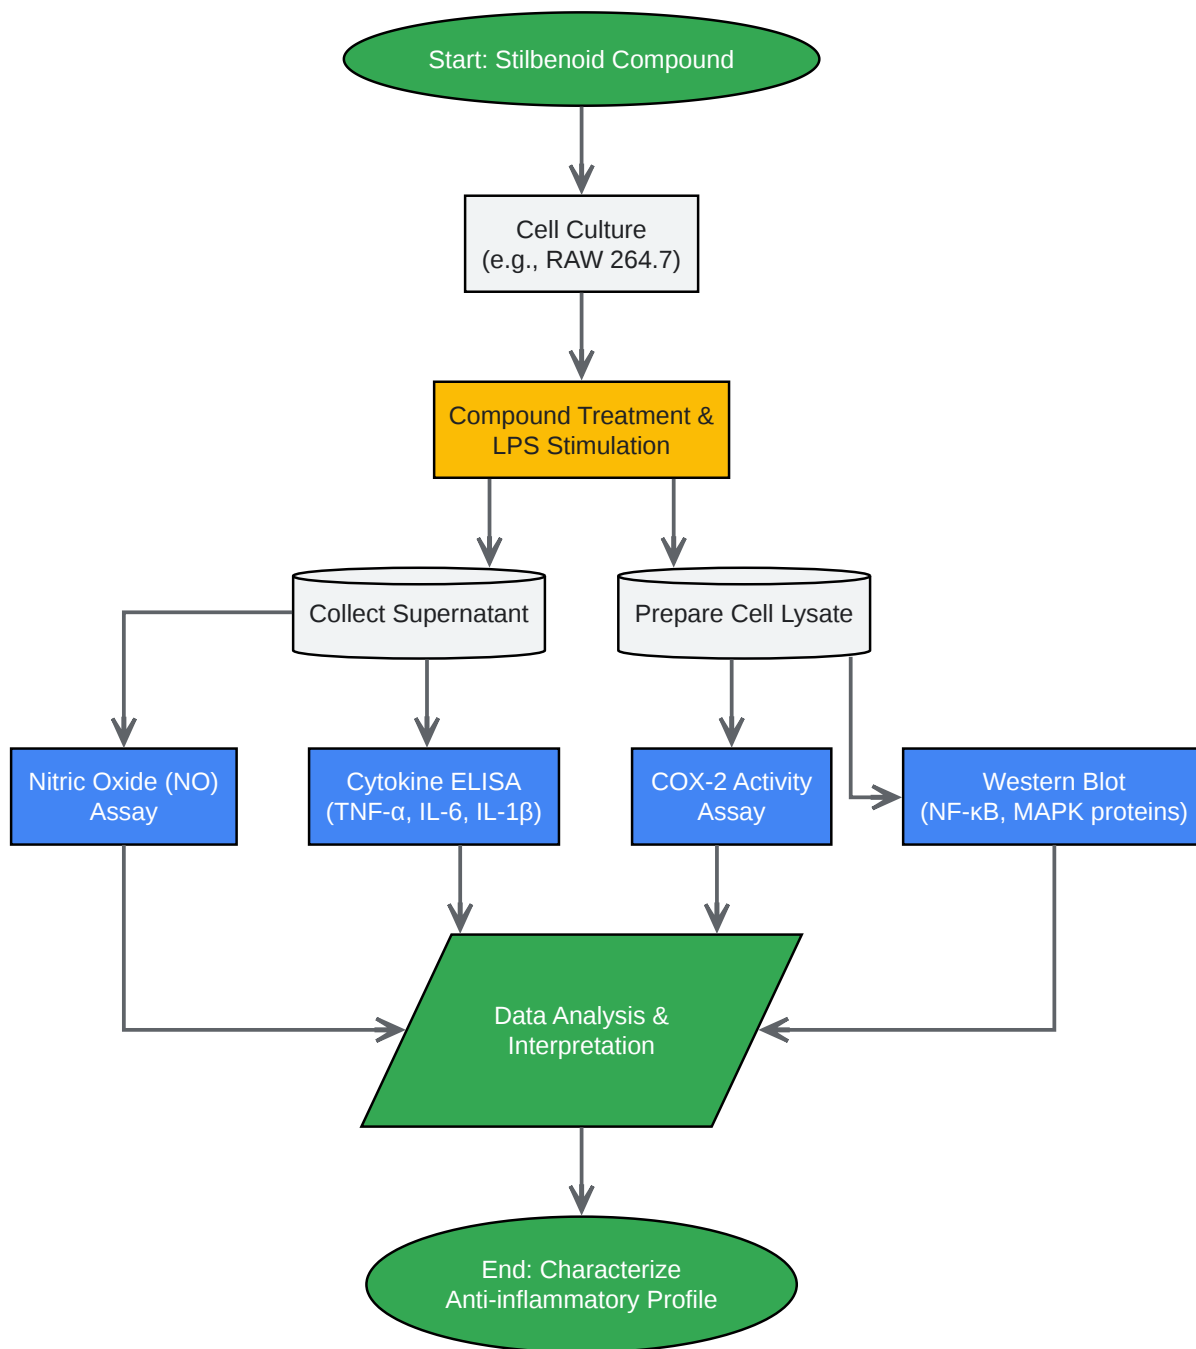 Start: Stilbenoid Compound
Cell Culture
(e.g., RAW 264.7)
Compound Treatment &
LPS Stimulation
Collect Supernatant
Prepare Cell Lysate
Nitric Oxide (NO)
Assay
Cytokine ELISA
(TNF-α, IL-6, IL-1β)
COX-2 Activity
Assay
Western Blot
(NF-κB, MAPK proteins)
Data Analysis &
Interpretation
End: Characterize
Anti-inflammatory Profile